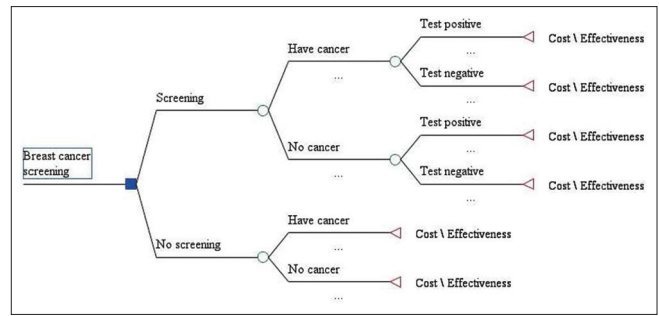 Test positive
...
Cost \ Effectiveness
Have cancer
...
Test negative
...
Cost \ Effectiveness
Screening
Test positive
...
Cost \ Effectiveness
No cancer
...
Test negative
...
Cost \ Effectiveness
Breast cancer
screening
Have cancer
...
Cost \ Effectiveness
No screening
No cancer
...
Cost \ Effectiveness